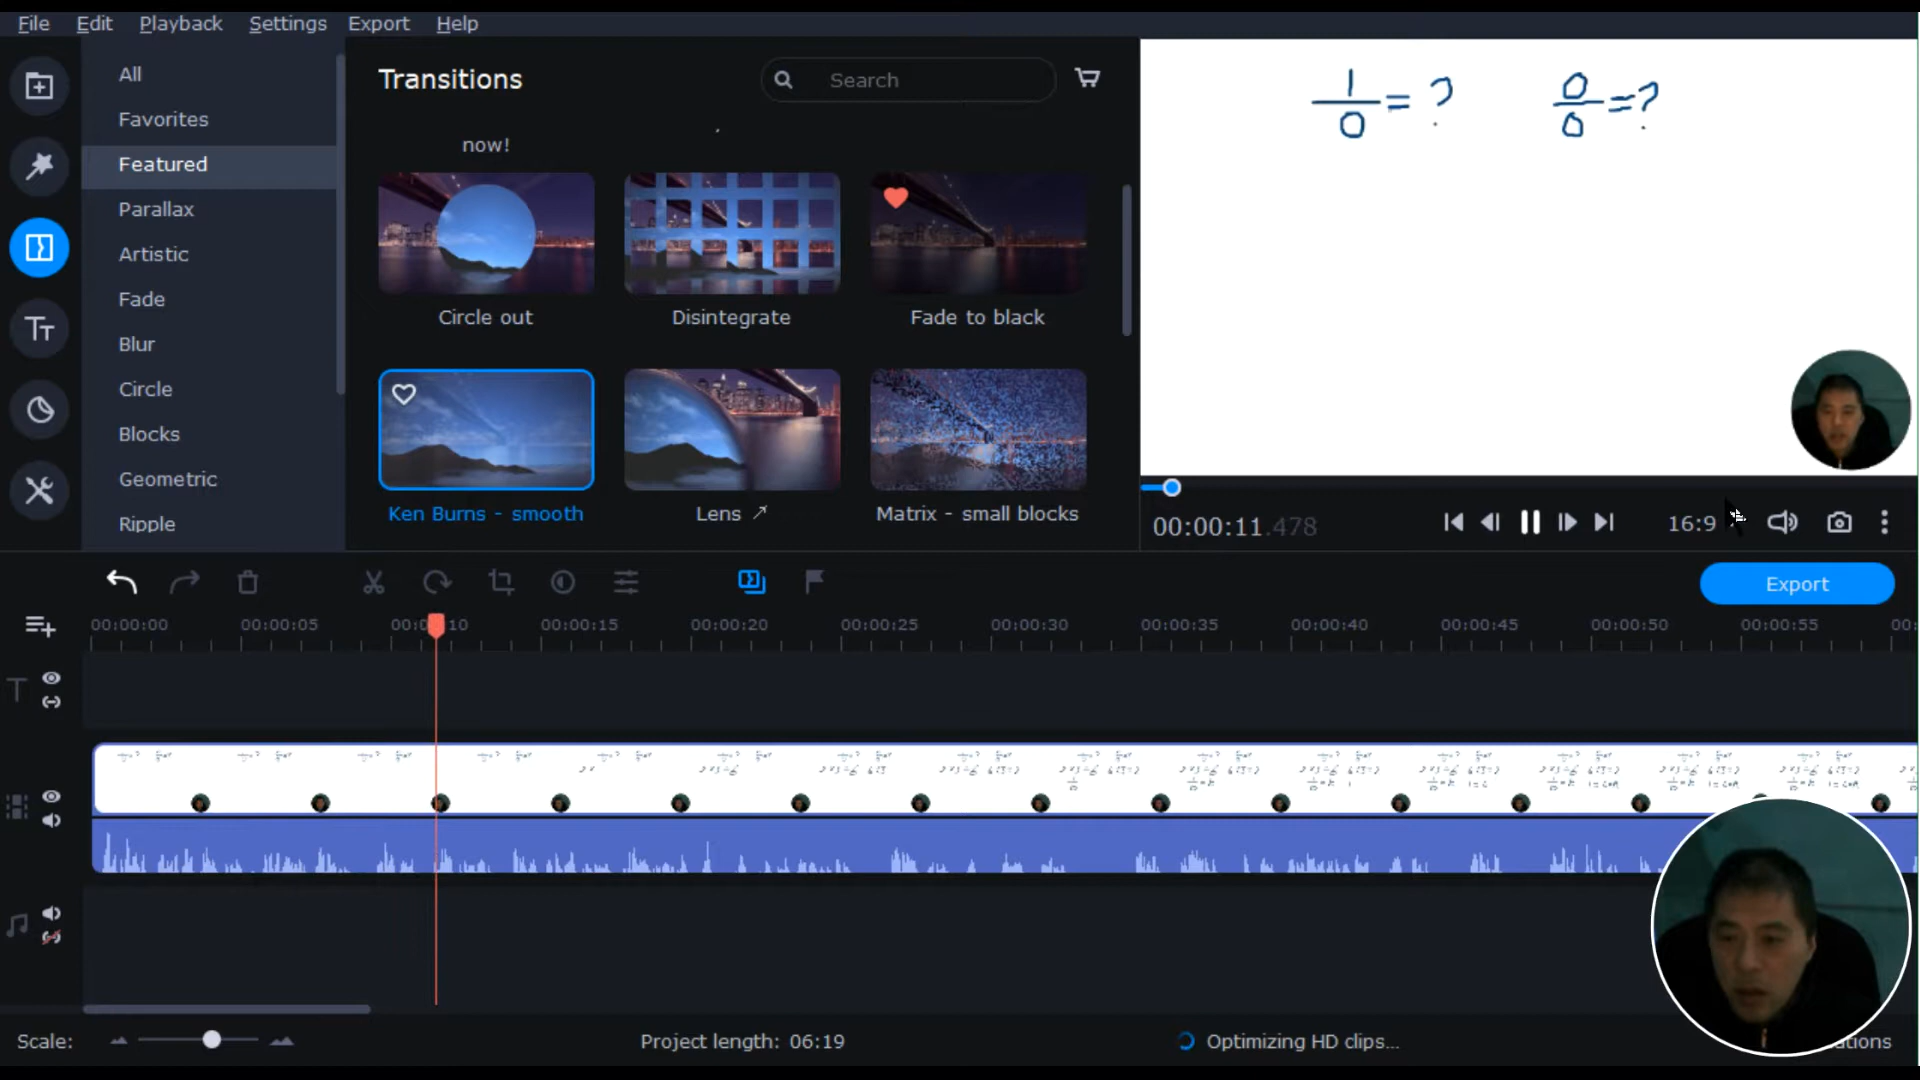 File Edit Playback Settings Export Help
All
Favorites
Featured
Parallax
Artistic
Fade
Blur
Circle
Blocks
Geometric
Ripple
Transitions
Search
now!
Circle out
Disintegrate
Fade to black
Ken Burns - smooth
Lens
Matrix - small blocks
1/0 = ?
0/0 = ?
00:00:11.478
16:9
Export
00:00:00 00:00:05 00:00:10 00:00:15 00:00:20 00:00:25 00:00:30 00:00:35 00:00:40 00:00:45 00:00:50 00:00:55
Scale:
Project length: 06:19
Optimizing HD clips...